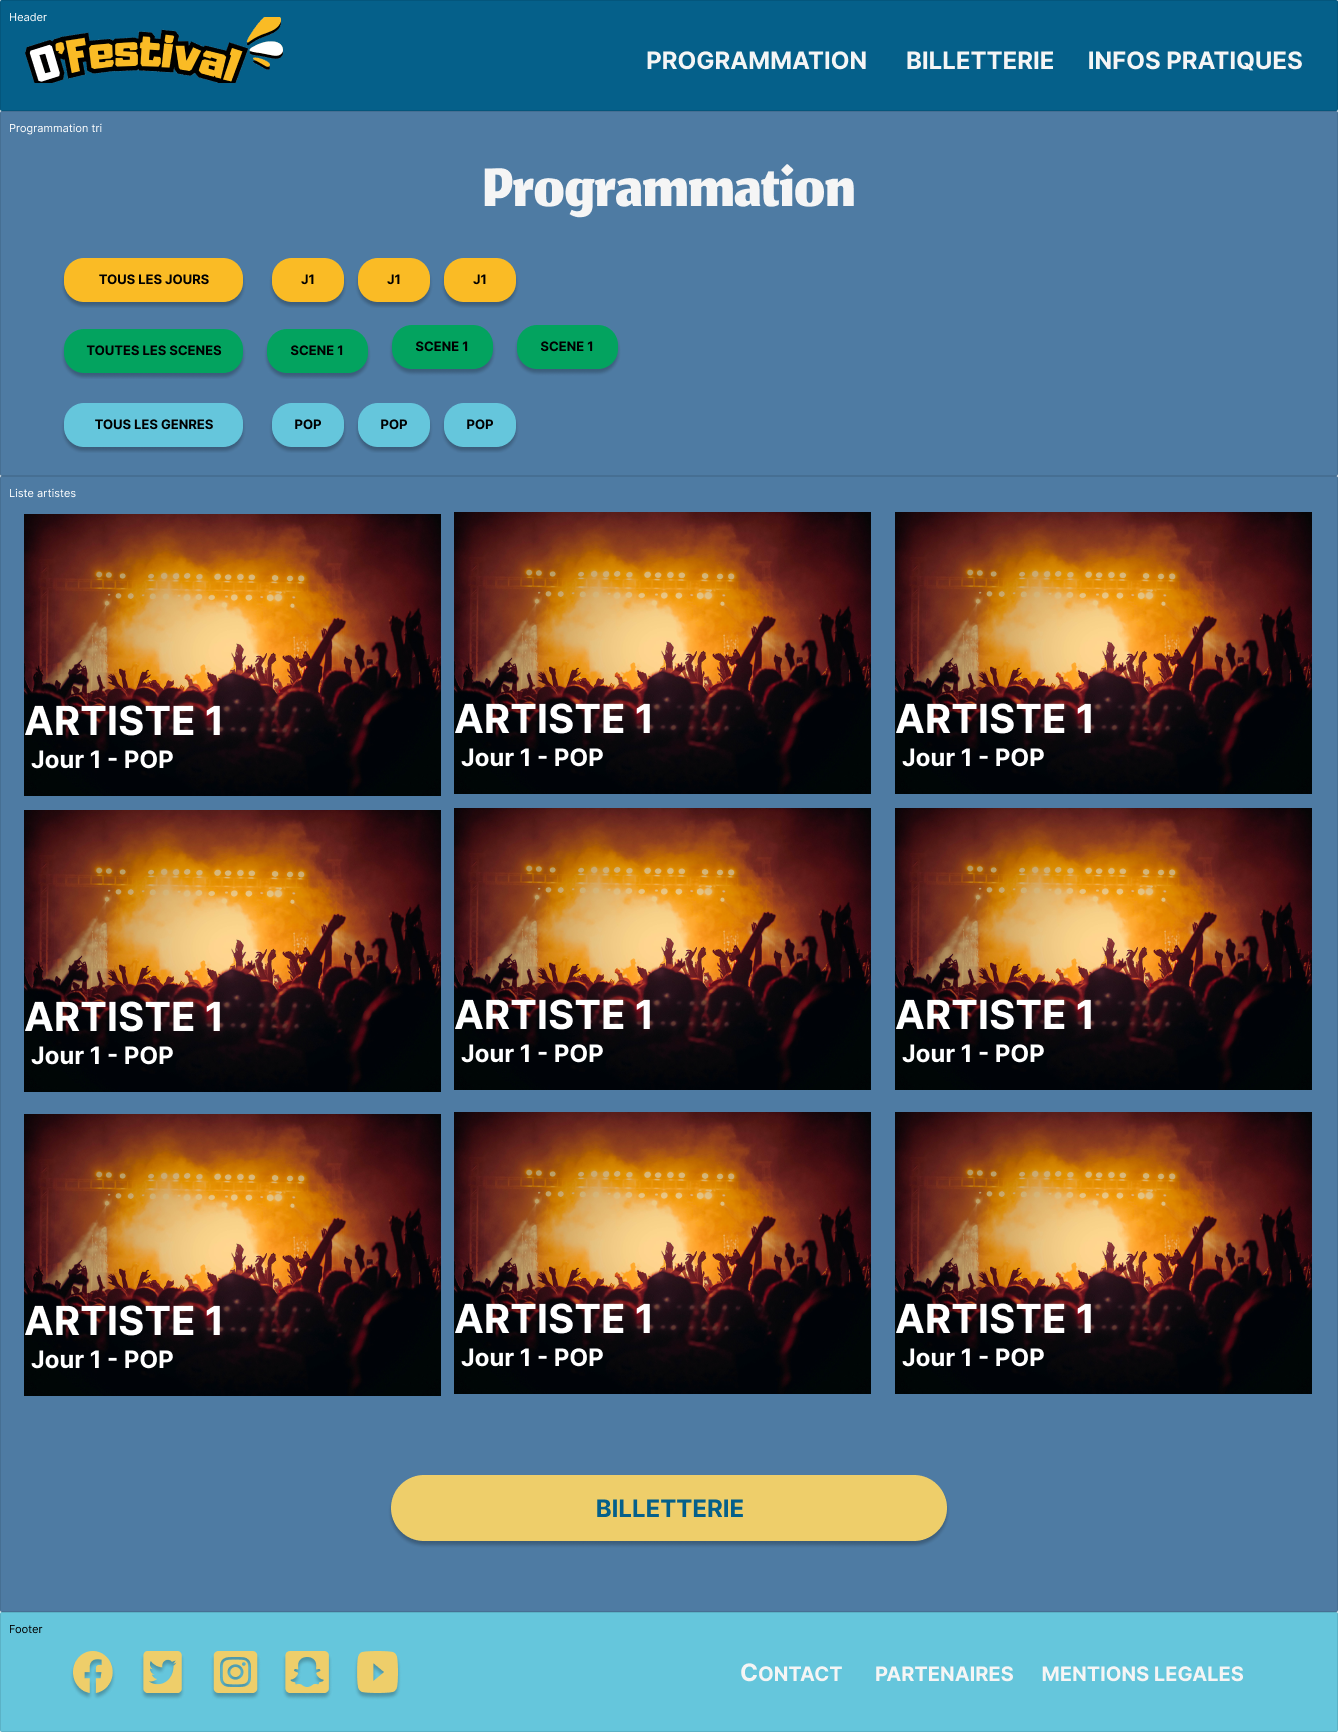 Header
O'Festival
PROGRAMMATION BILLETTERIE INFOS PRATIQUES
Programmation tri
Programmation
TOUS LES JOURS J1 J1 J1
TOUTES LES SCENES SCENE 1 SCENE 1 SCENE 1
TOUS LES GENRES POP POP POP
Liste artistes
ARTISTE 1 ARTISTE 1 ARTISTE 1
Jour 1 - POP Jour 1 - POP Jour 1 - POP
ARTISTE 1 ARTISTE 1 ARTISTE 1
Jour 1 - POP Jour 1 - POP Jour 1 - POP
ARTISTE 1 ARTISTE 1 ARTISTE 1
Jour 1 - POP Jour 1 - POP Jour 1 - POP
BILLETTERIE
Footer
CONTACT PARTENAIRES MENTIONS LEGALES